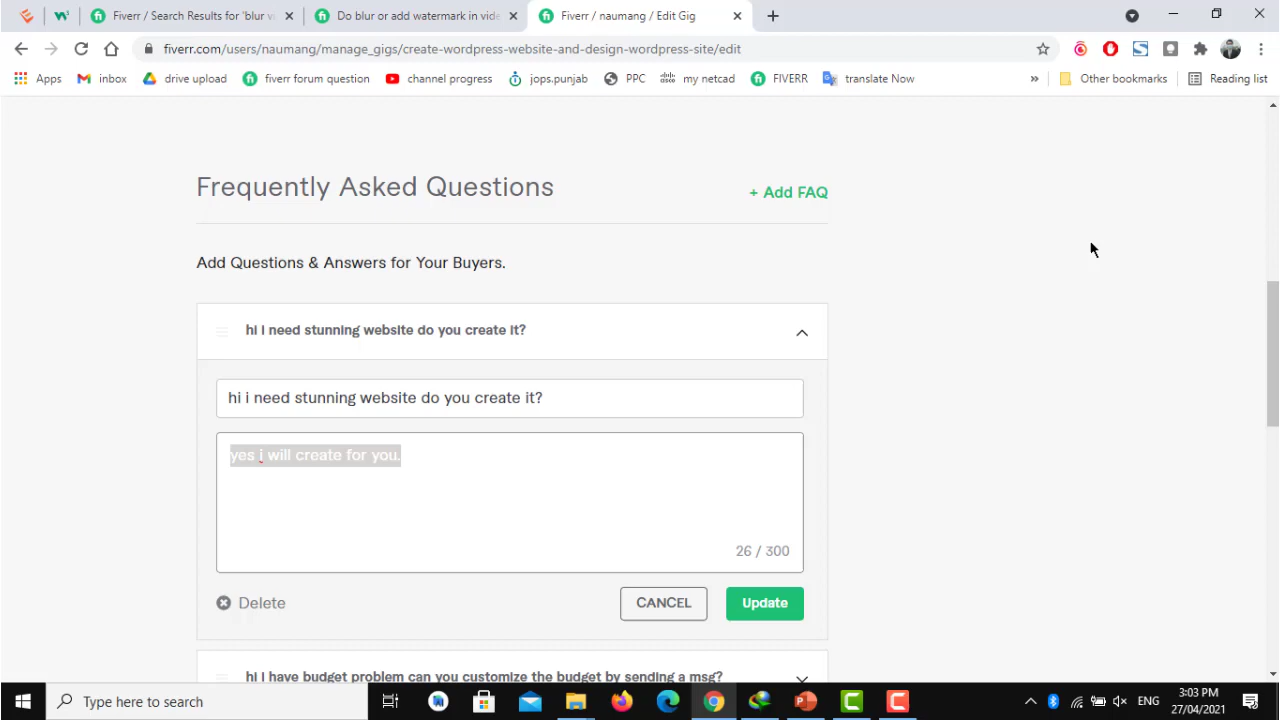 Fiverr / Search Results for 'blur v
Do blur or add watermark in vide
Fiverr / naumang / Edit Gig
fiverr.com/users/naumang/manage_gigs/create-wordpress-website-and-design-wordpress-site/edit
Apps
inbox
drive upload
fiverr forum question
channel progress
jops.punjab
PPC
my netcad
FIVERR
translate Now
»
Other bookmarks
Reading list
Frequently Asked Questions
+ Add FAQ
Add Questions & Answers for Your Buyers.
hi i need stunning website do you create it?
hi i need stunning website do you create it?
yes i will create for you.
26 / 300
Delete
CANCEL
Update
hi i have budget problem can you customize the budget by sending a msg?
Type here to search
ENG
3:03 PM
27/04/2021